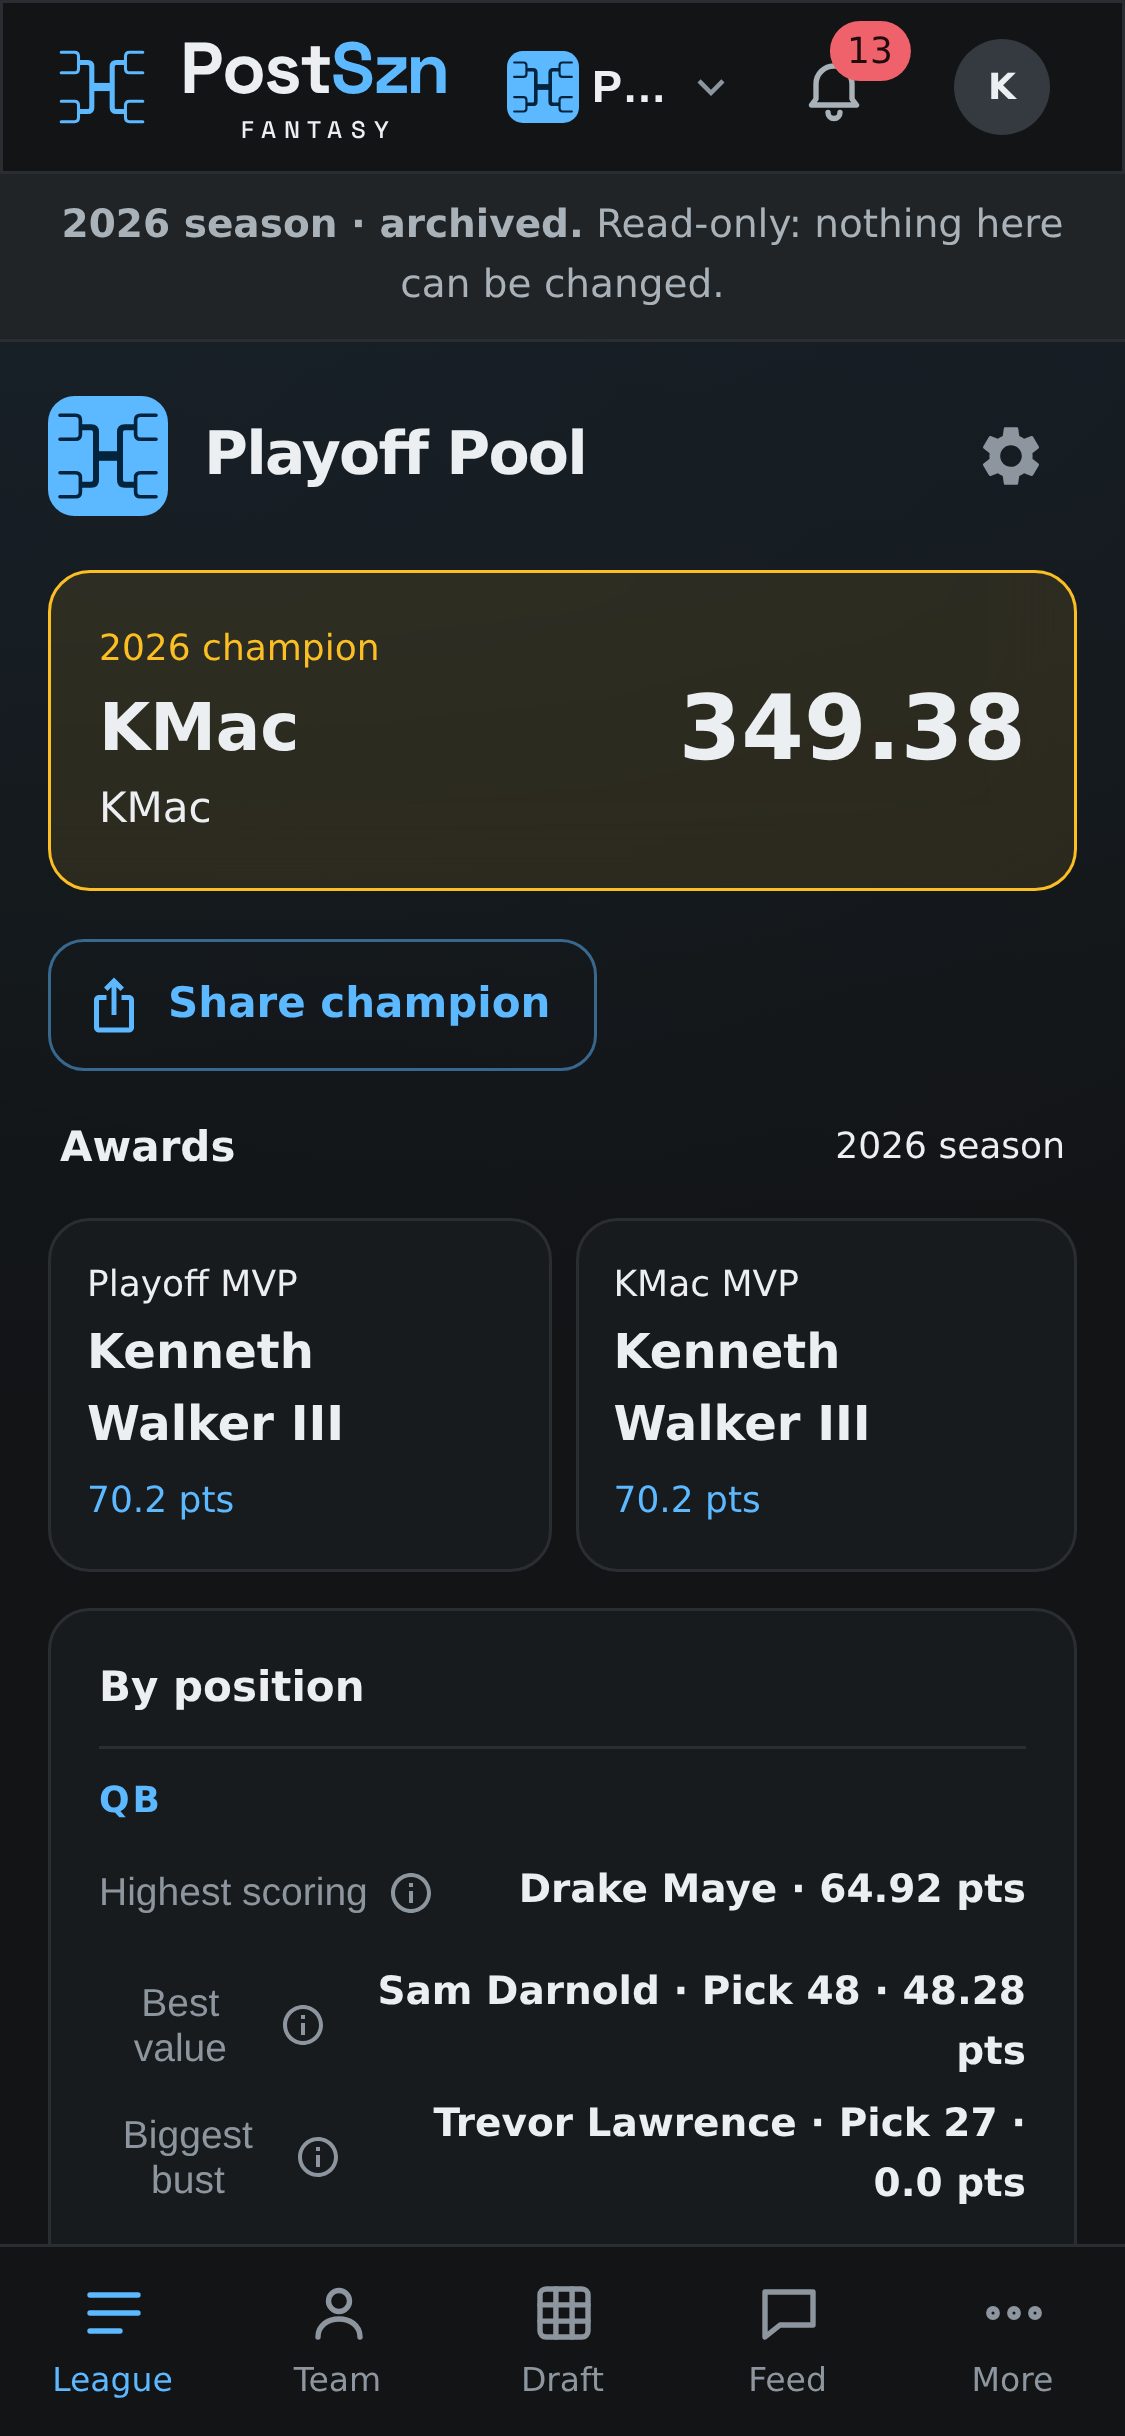 PostSzn
FANTASY
P...
13
K
2026 season · archived. Read-only: nothing here
can be changed.
Playoff Pool
2026 champion
KMac
349.38
KMac
Share champion
Awards
2026 season
Playoff MVP
Kenneth
Walker III
70.2 pts
KMac MVP
Kenneth
Walker III
70.2 pts
By position
QB
Highest scoring
Drake Maye · 64.92 pts
Best
value
Sam Darnold · Pick 48 · 48.28
pts
Biggest
bust
Trevor Lawrence · Pick 27 ·
0.0 pts
League
Team
Draft
Feed
More